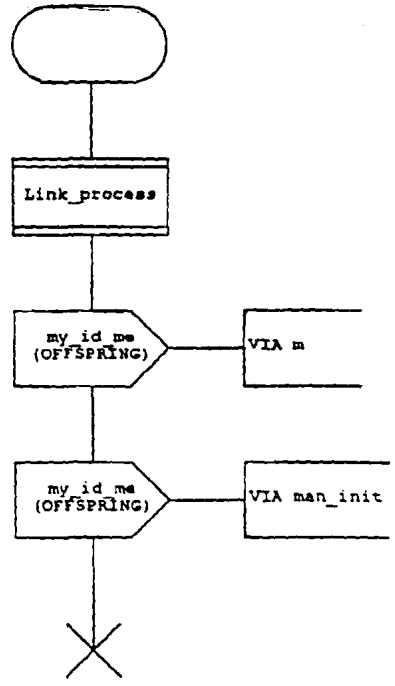 Link_process
my_id_me
(OFFSPRING)
VIA m
my_id_me
(OFFSPRING)
VIA man_init